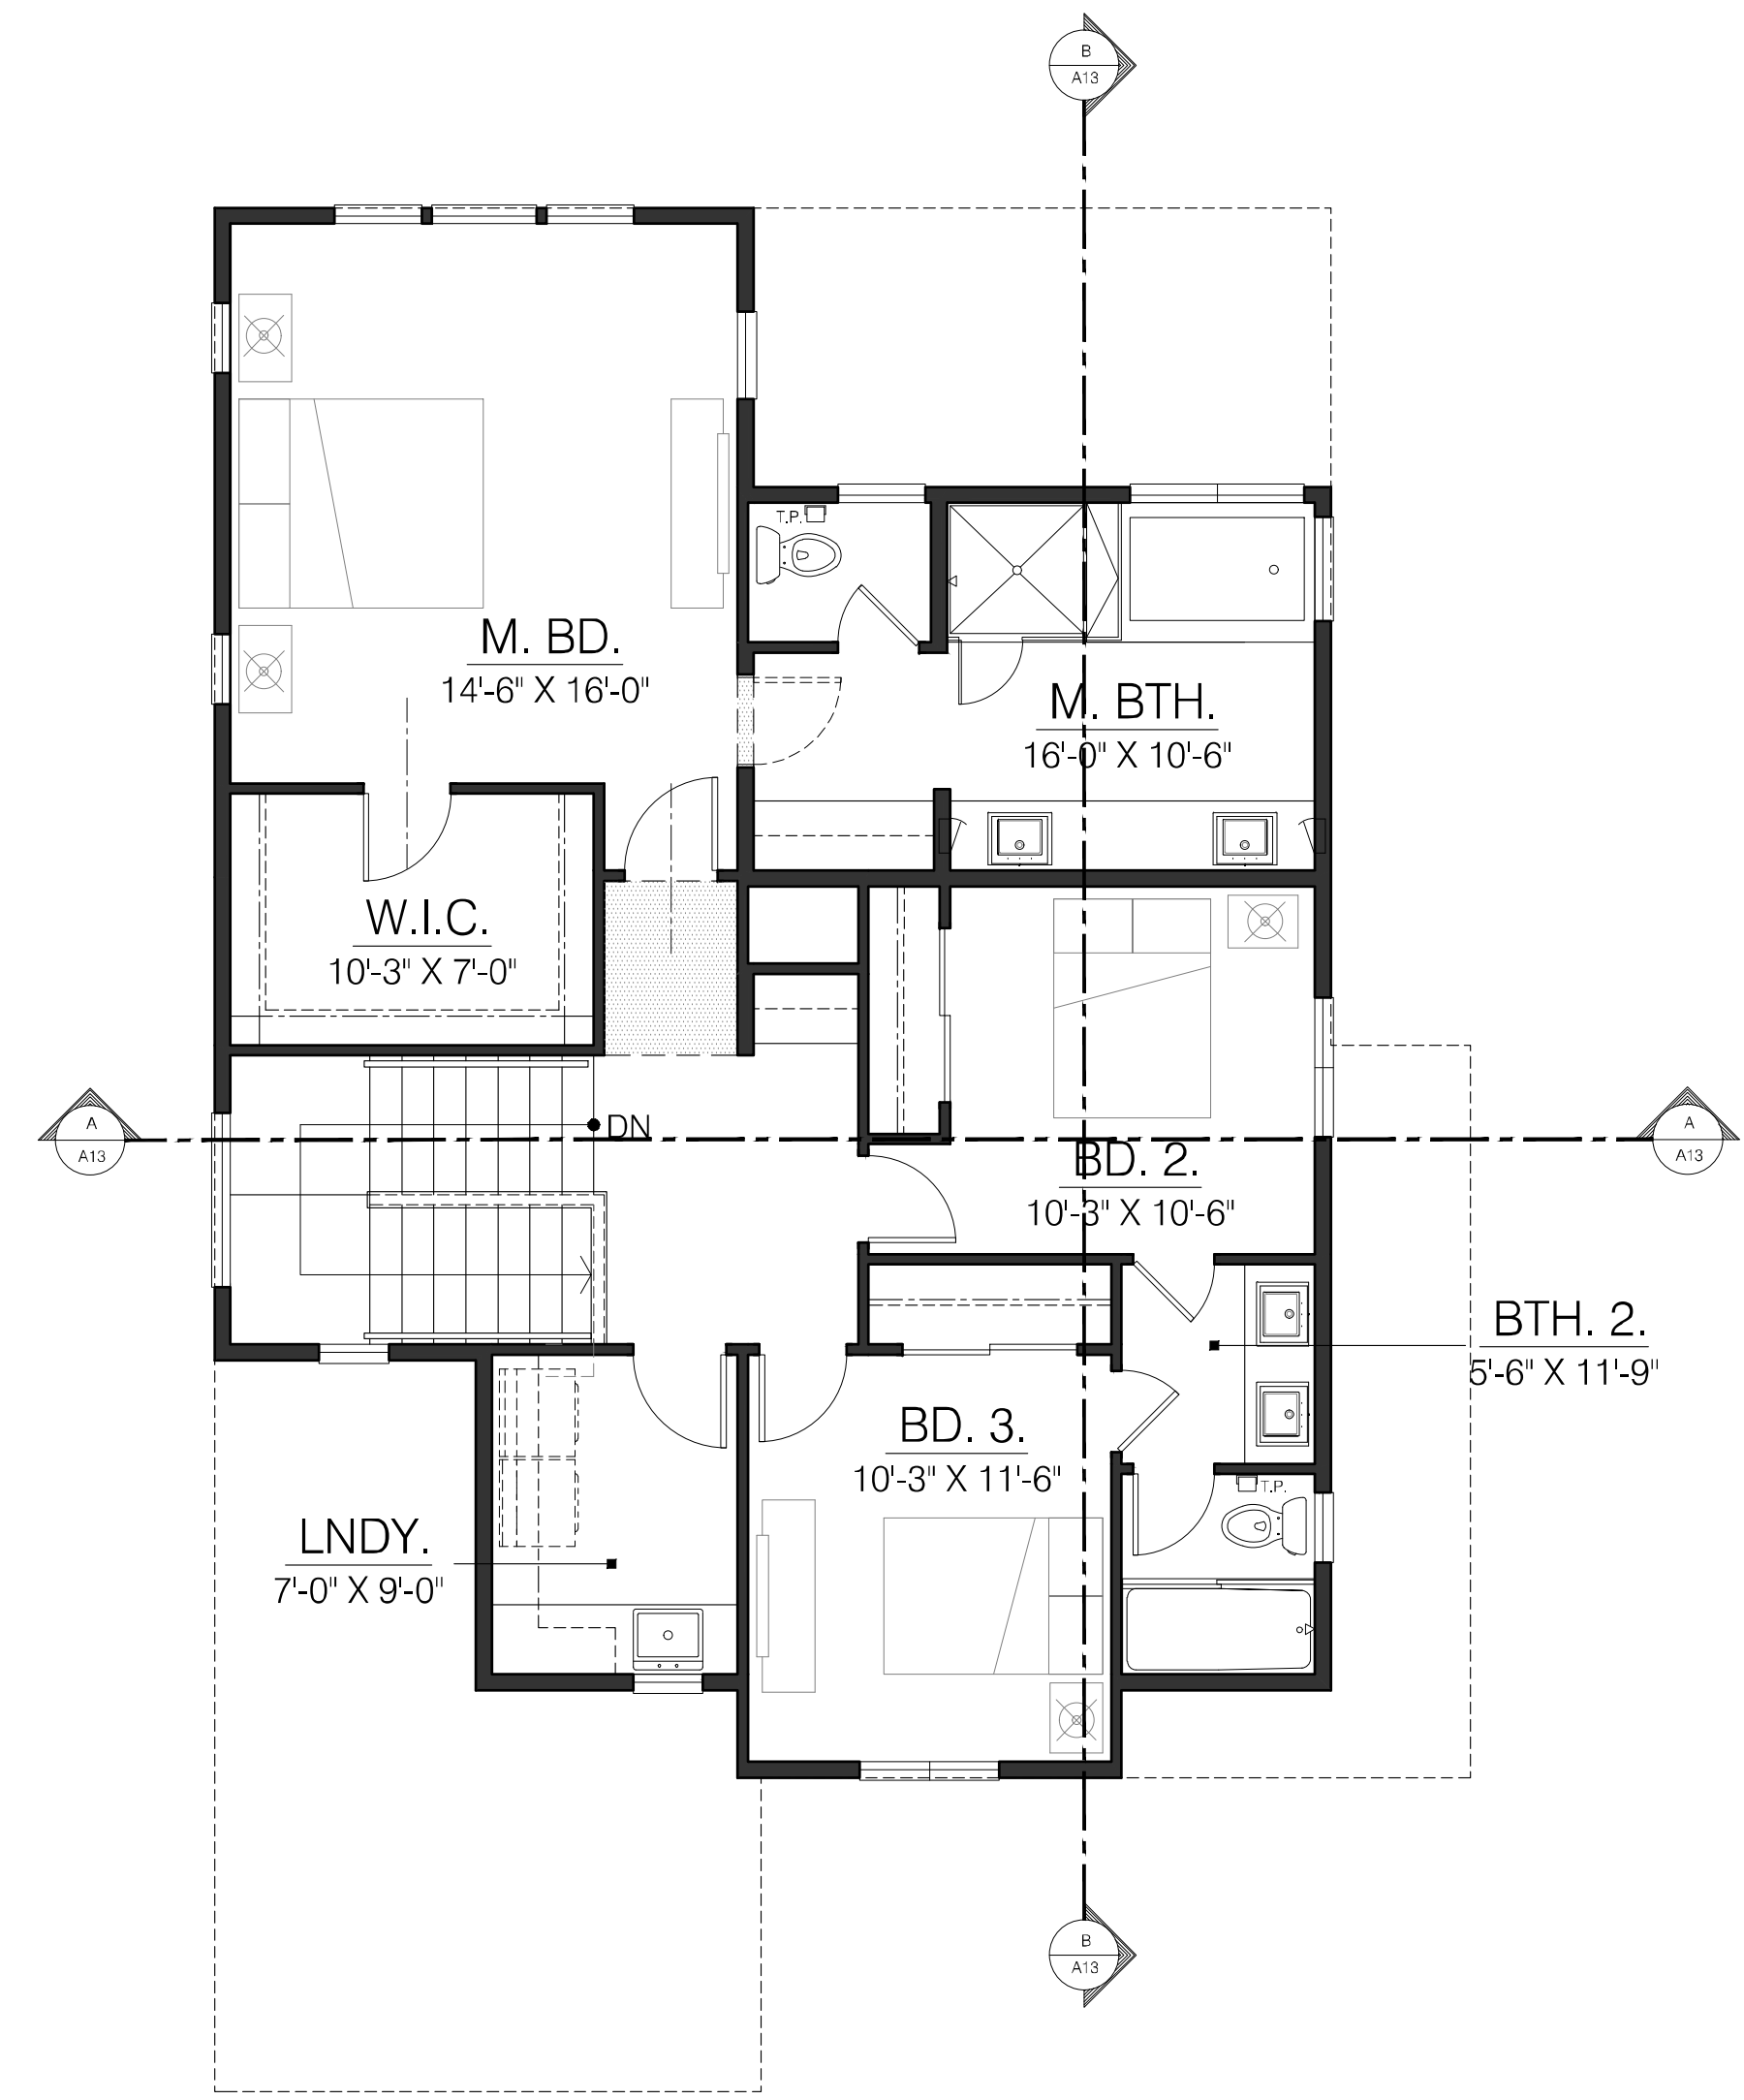 B
A13
T.P.
M. BD.
14'-6" X 16'-0"
M. BTH.
16'-0" X 10'-6"
W.I.C.
10'-3" X 7'-0"
A
A13
DN
A
A13
BD. 2.
10'-3" X 10'-6"
BTH. 2.
5'-6" X 11'-9"
BD. 3.
10'-3" X 11'-6"
T.P.
LNDY.
7'-0" X 9'-0"
B
A13